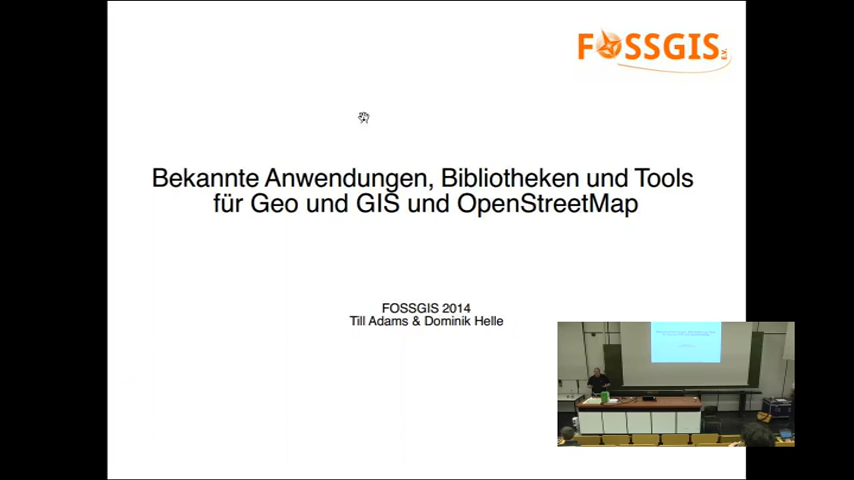 FOSSGIS e.V.
Bekannte Anwendungen, Bibliotheken und Tools
für Geo und GIS und OpenStreetMap
FOSSGIS 2014
Till Adams & Dominik Helle